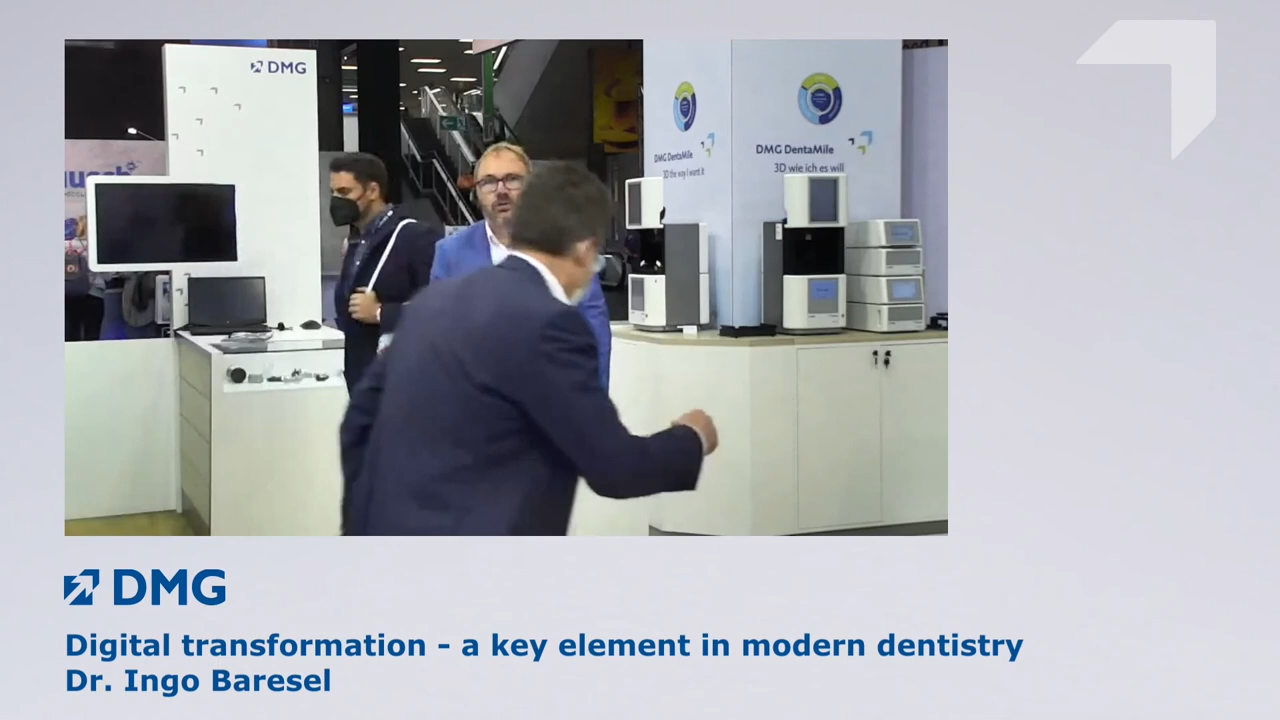 DMG
DMG DentaMile
3D the way I want it
DMG DentaMile
3D wie ich es will
DMG
Digital transformation - a key element in modern dentistry
Dr. Ingo Baresel